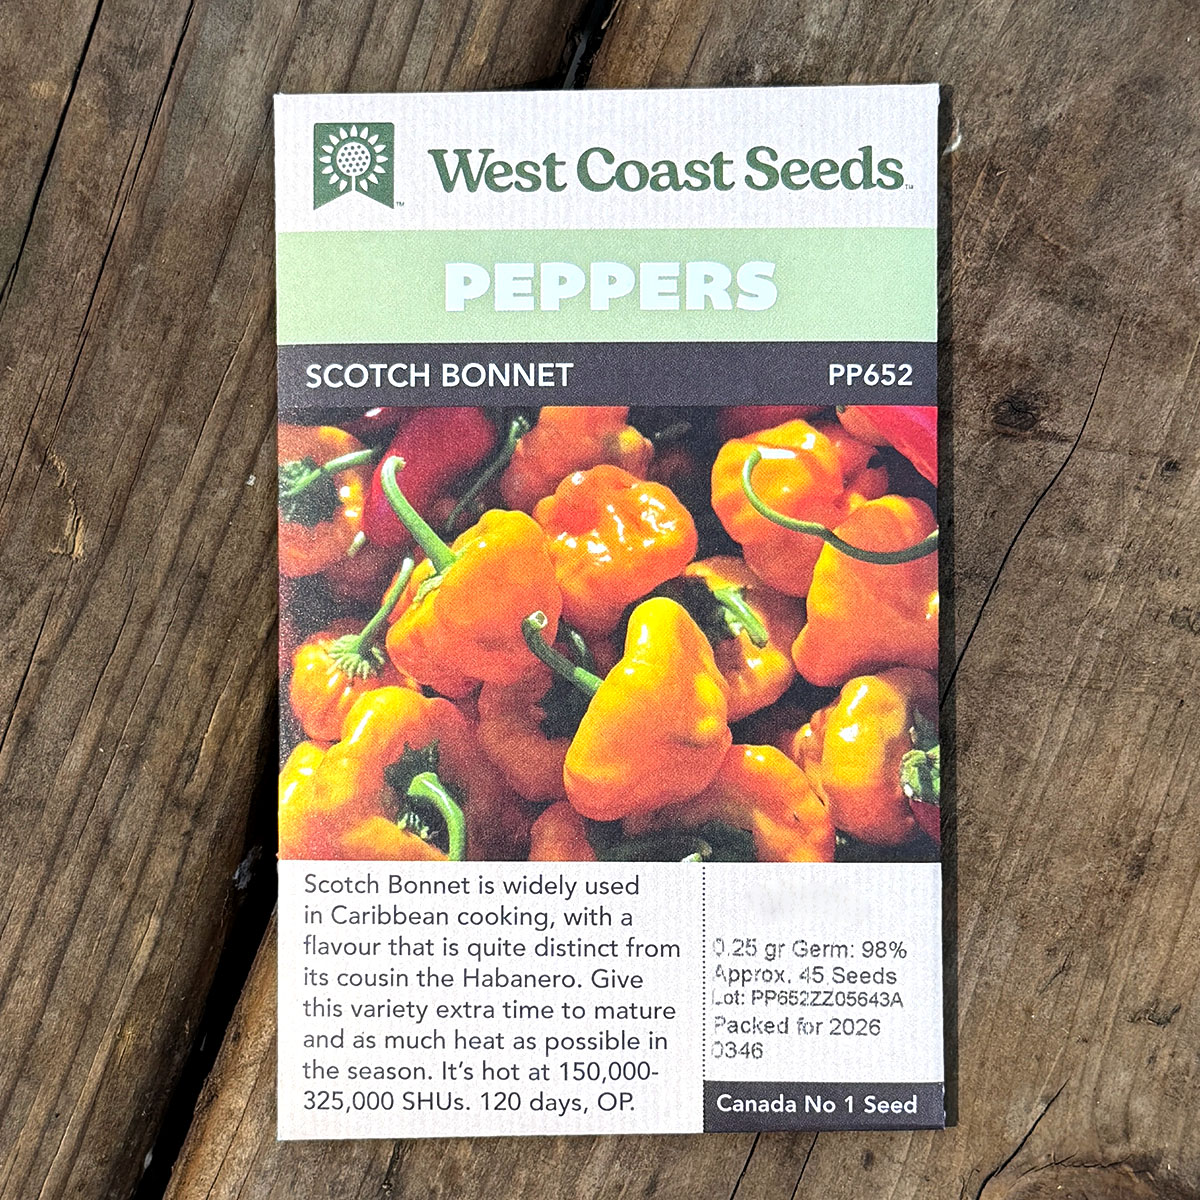 West Coast Seeds™
PEPPERS
SCOTCH BONNET PP652
Scotch Bonnet is widely used
in Caribbean cooking, with a
flavour that is quite distinct from
its cousin the Habanero. Give
this variety extra time to mature
and as much heat as possible in
the season. It's hot at 150,000-
325,000 SHUs. 120 days, OP.
0.25 gr Germ: 98%
Approx. 45 Seeds
Lot: PP652ZZ05643A
Packed for 2026
0346
Canada No 1 Seed